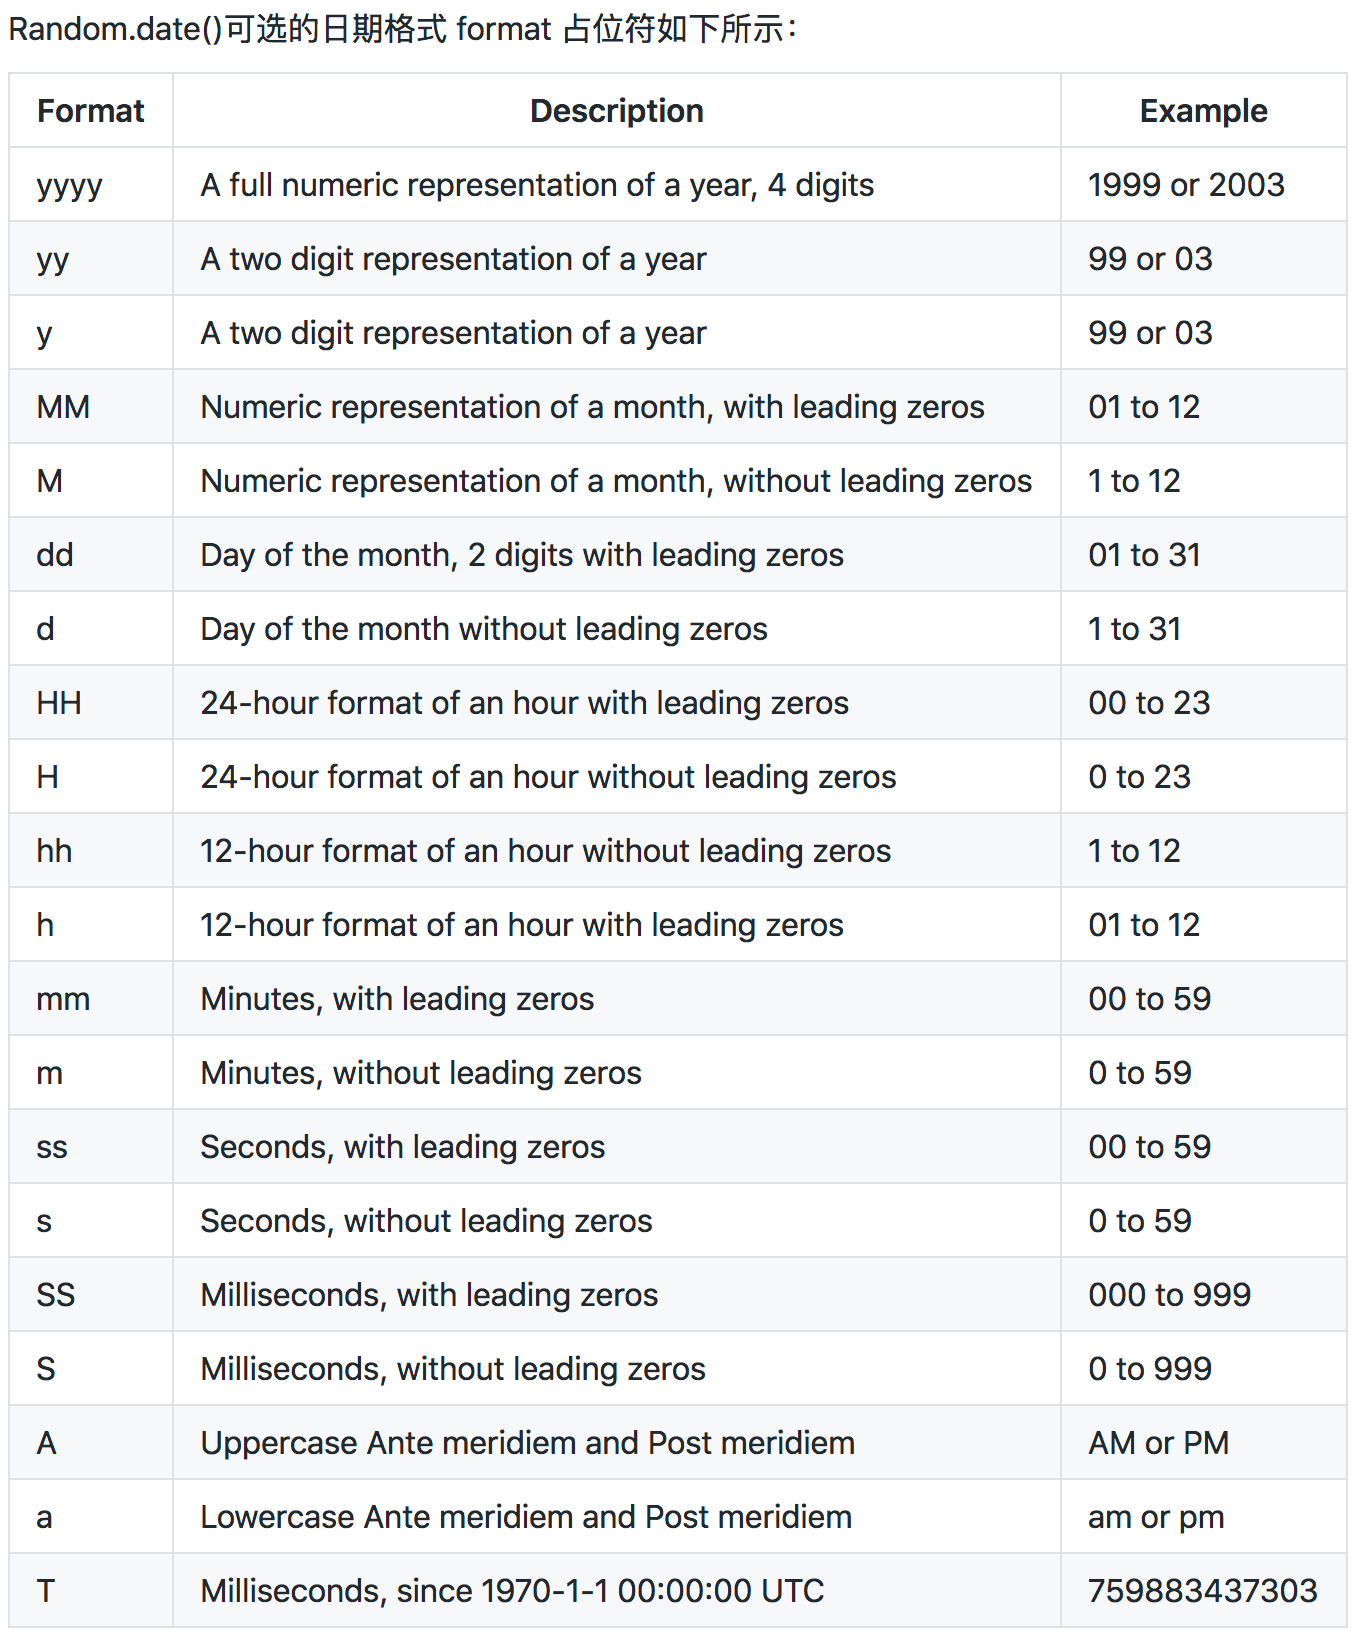 Random.date()可选的日期格式 format 占位符如下所示：
Format Description Example
yyyy A full numeric representation of a year, 4 digits 1999 or 2003
yy A two digit representation of a year 99 or 03
y A two digit representation of a year 99 or 03
MM Numeric representation of a month, with leading zeros 01 to 12
M Numeric representation of a month, without leading zeros 1 to 12
dd Day of the month, 2 digits with leading zeros 01 to 31
d Day of the month without leading zeros 1 to 31
HH 24-hour format of an hour with leading zeros 00 to 23
H 24-hour format of an hour without leading zeros 0 to 23
hh 12-hour format of an hour without leading zeros 1 to 12
h 12-hour format of an hour with leading zeros 01 to 12
mm Minutes, with leading zeros 00 to 59
m Minutes, without leading zeros 0 to 59
ss Seconds, with leading zeros 00 to 59
s Seconds, without leading zeros 0 to 59
SS Milliseconds, with leading zeros 000 to 999
S Milliseconds, without leading zeros 0 to 999
A Uppercase Ante meridiem and Post meridiem AM or PM
a Lowercase Ante meridiem and Post meridiem am or pm
T Milliseconds, since 1970-1-1 00:00:00 UTC 759883437303